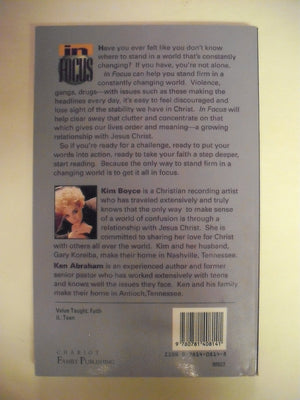 in
FOCUS
Have you ever felt like you don't know
where to stand in a world that's constantly
changing? If you have, you're not alone.
In Focus can help you stand firm in a
constantly changing world. Violence,
gangs, drugs—with issues such as those making the
headlines every day, it's easy to feel discouraged and
lose sight of the stability we have in Christ. In Focus will
help clear away that clutter and concentrate on that
which gives our lives order and meaning—a growing
relationship with Jesus Christ.
So if you're ready for a challenge, ready to put your
words into action, ready to take your faith a step deeper,
start reading. Because the only way to stand firm in a
changing world is to get it all in focus.
Kim Boyce is a Christian recording artist
who has traveled extensively and truly
knows that the only way to make sense
of a world of confusion is through a
relationship with Jesus Christ. She is
committed to sharing her love for Christ
with others all over the world. Kim and her husband,
Gary Koreiba, make their home in Nashville, Tennessee.
Ken Abraham is an experienced author and former
senior pastor who has worked extensively with teens
and knows well the issues they face. Ken and his family
make their home in Antioch, Tennessee.
Value Taught: Faith
IL: Teen
9 780781 408141
ISBN 0-7814-0814-8
CHARIOT
FAMILY PUBLISHING